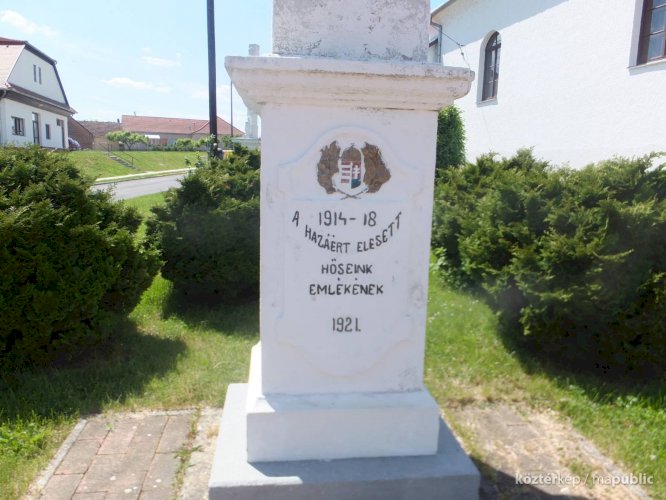 A 1914-18
HAZÁÉRT ELESETT
HŐSEINK
EMLÉKÉNEK
1921.
köztérkép / mapublic